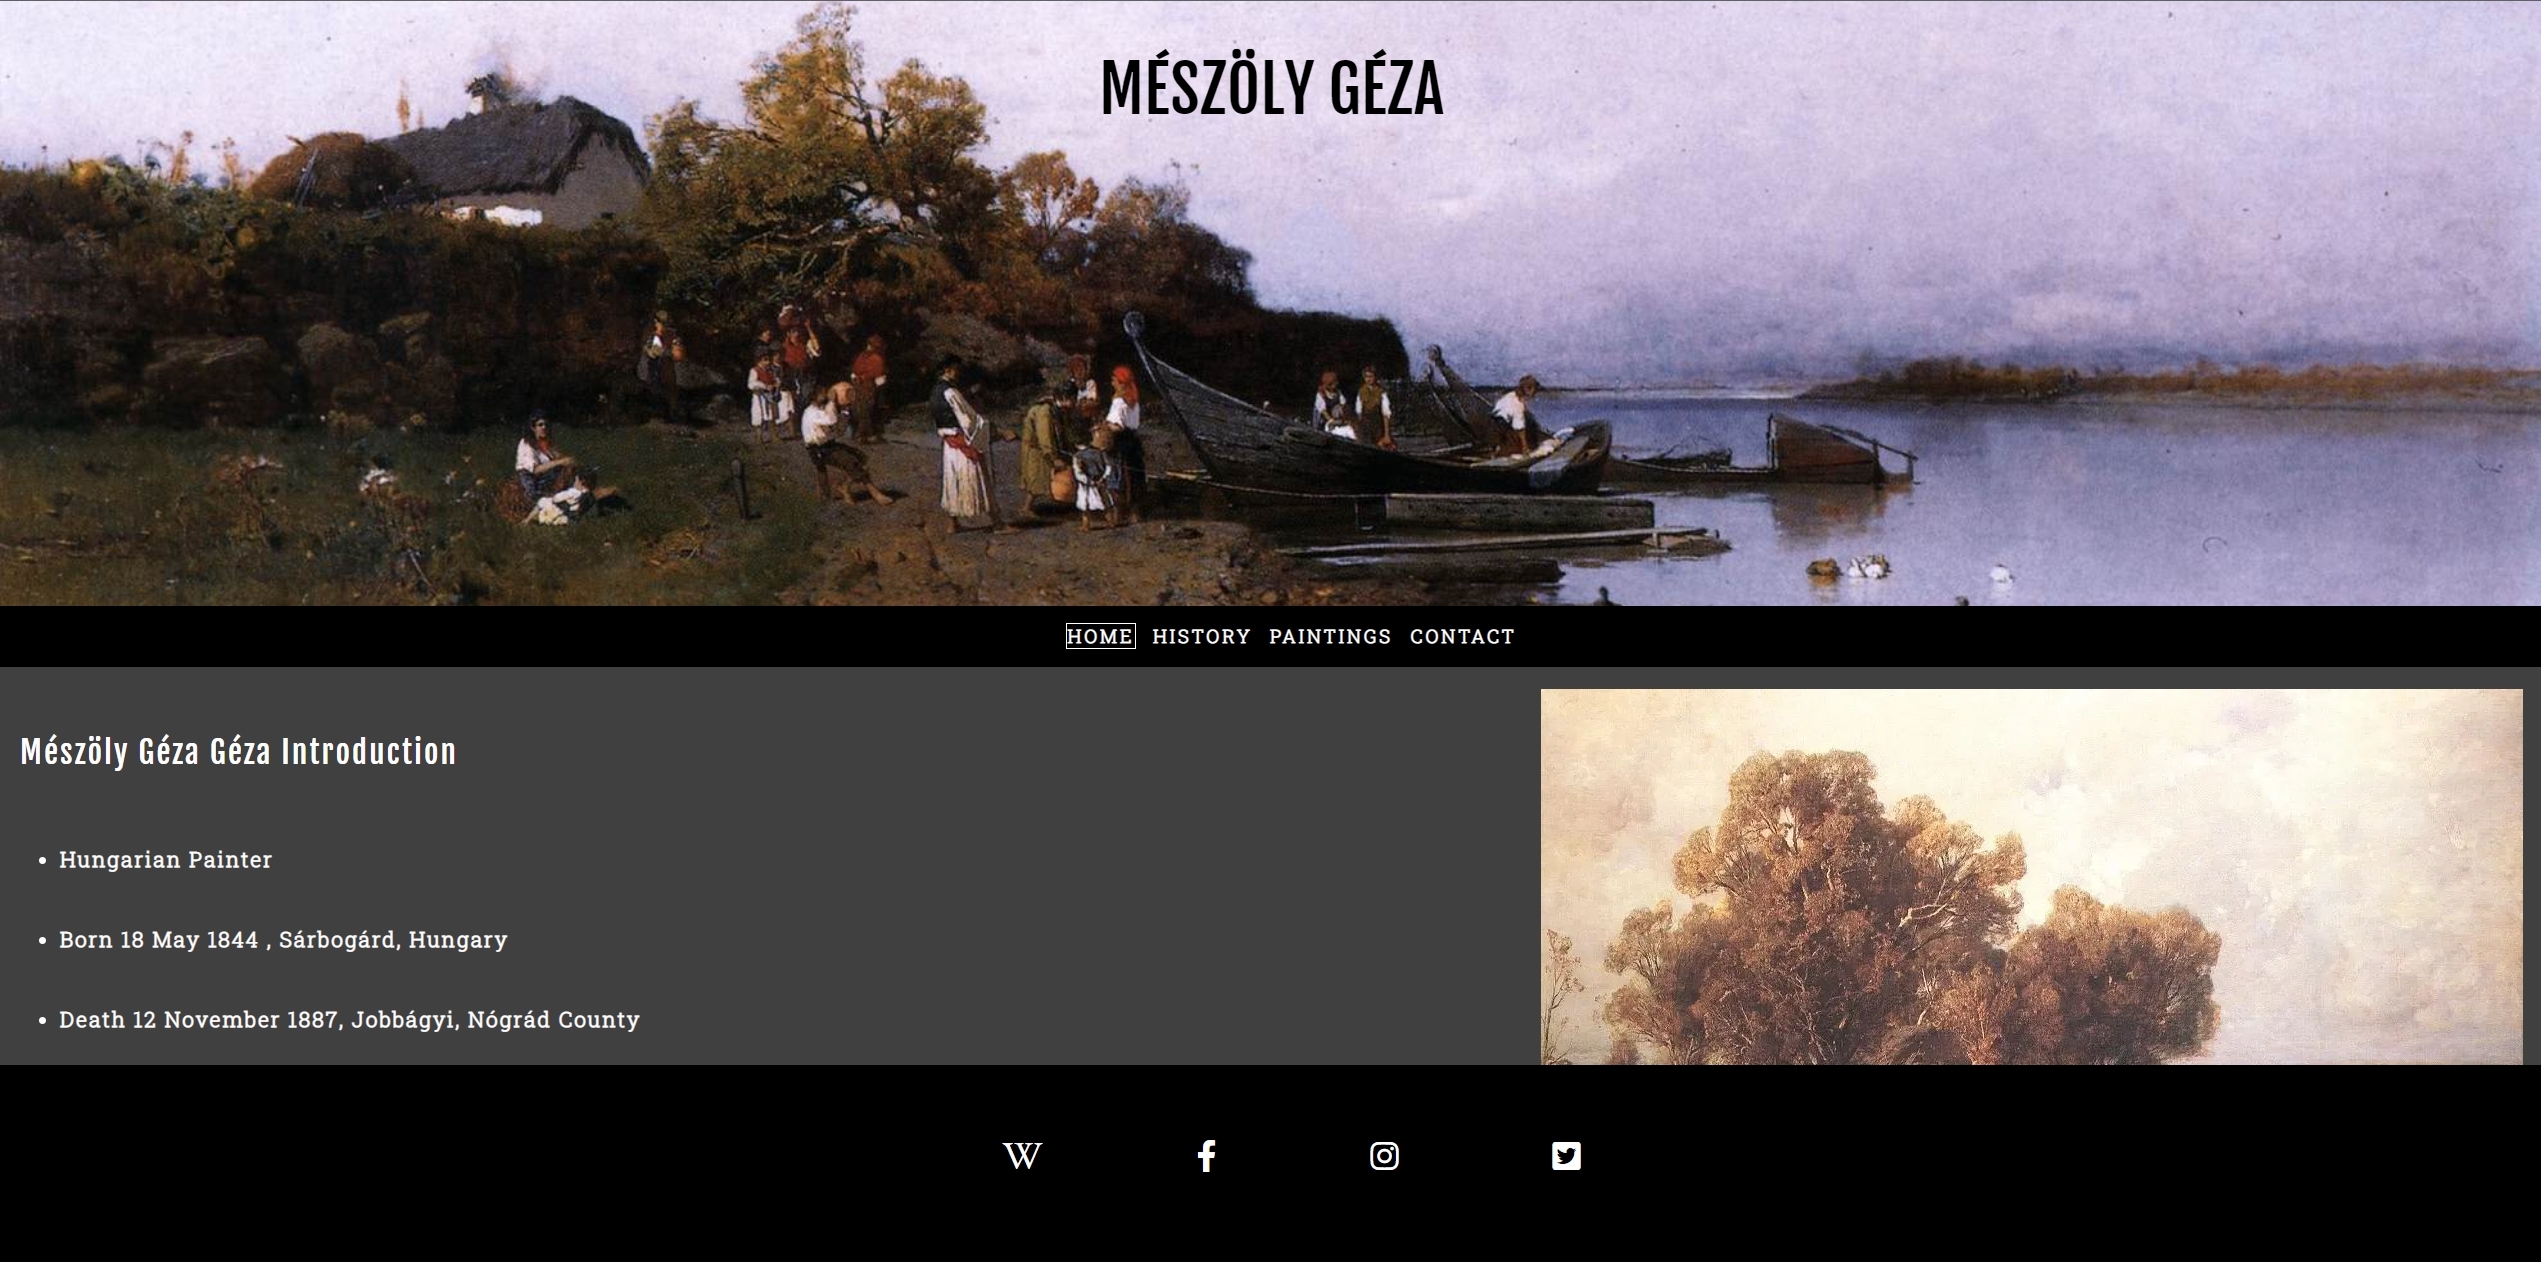 MÉSZÖLY GÉZA
HOME HISTORY PAINTINGS CONTACT
Mészöly Géza Géza Introduction
Hungarian Painter
Born 18 May 1844 , Sárbogárd, Hungary
Death 12 November 1887, Jobbágyi, Nógrád County